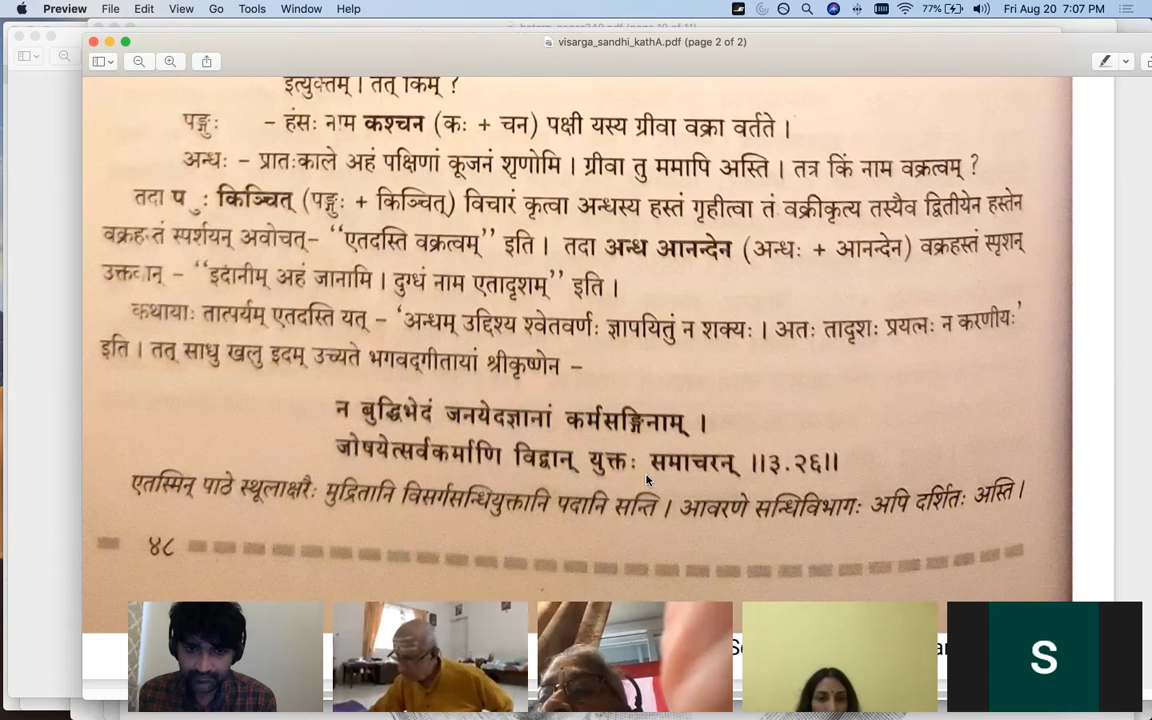 Preview File Edit View Go Tools Window Help 77% Fri Aug 20 7:07 PM
visarga_sandhi_kathA.pdf (page 2 of 2)
इत्युक्तम् । तत् किम् ?
पङ्गुः - हंसः नाम कश्चन (कः + चन) पक्षी यस्य ग्रीवा वक्रा वर्तते ।
अन्धः - प्रातःकाले अहं पक्षिणां कूजनं शृणोमि । ग्रीवा तु ममापि अस्ति । तत्र किं नाम वक्रत्वम् ?
तदा किञ्चित् (पङ्गुः + किञ्चित्) विचारं कृत्वा अन्धस्य हस्तं गृहीत्वा तं वक्रीकृत्य तस्यैव द्वितीयेन हस्तेन
वक्रहस्तं स्पर्शयन् अवोचत्- “एतदस्ति वक्रत्वम्” इति । तदा अन्ध आनन्देन (अन्धः + आनन्देन) वक्रहस्तं स्पृशन्
उक्तवान् - “इदानीम् अहं जानामि । दुग्धं नाम एतादृशम्” इति ।
कथायाः तात्पर्यम् एतदस्ति यत् - ‘अन्धम् उद्दिश्य श्वेतवर्णः ज्ञापयितुं न शक्यः । अतः तादृशः प्रयत्नः न करणीयः’
इति । तत् साधु खलु इदम् उच्यते भगवद्गीतायां श्रीकृष्णेन -
न बुद्धिभेदं जनयेदज्ञानां कर्मसङ्गिनाम् ।
जोषयेत्सर्वकर्माणि विद्वान् युक्तः समाचरन् ।।३.२६।।
एतस्मिन् पाठे स्थूलाक्षरैः मुद्रितानि विसर्गसन्धियुक्तानि पदानि सन्ति । आवरणे सन्धिविभागः अपि दर्शितः अस्ति ।
४८
S